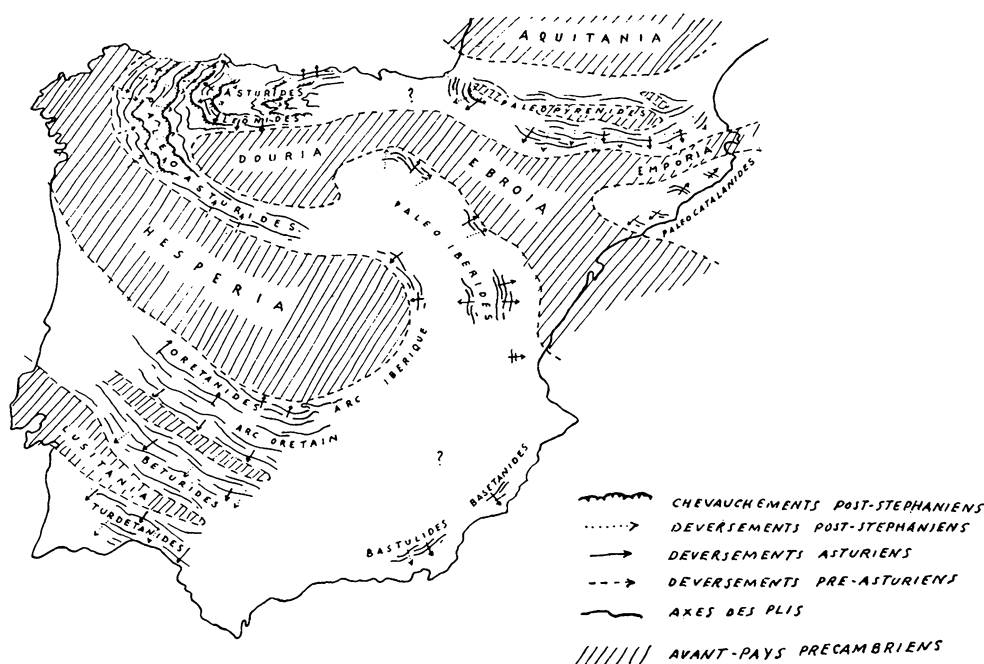 AQUITANIA
ASTURIDES
?
LEONIDES
PALEOPYRENIDES
DOURIA
EBROIA
EMPORIA
PALEOCATALANIDES
PALEOASTURIDES
PALEO IBERIDES
HESPERIA
ORETANIDES
ARC IBERIQUE
ARC ORETAIN
LUSITANIA
BETURIDES
?
TURDETANIDES
BASTULIDES
BASETANIDES
CHEVAUCHEMENTS POST-STEPHANIENS
DEVERSEMENTS POST-STEPHANIENS
DEVERSEMENTS ASTURIENS
DEVERSEMENTS PRE-ASTURIENS
AXES DES PLIS
AVANT-PAYS PRECAMBRIENS